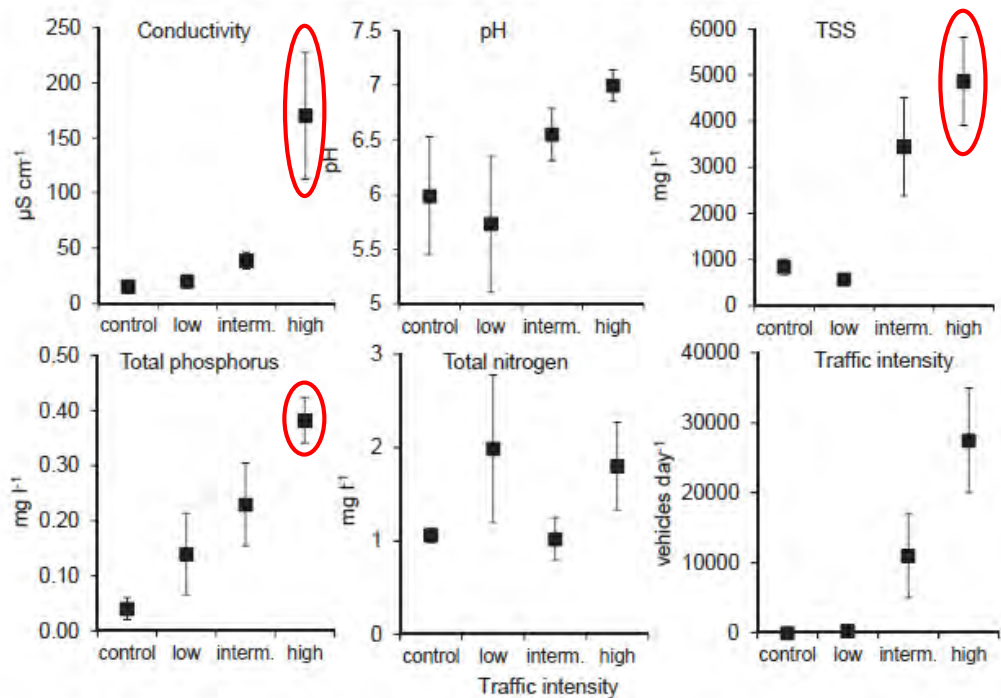 Conductivity
250
200
150
100
50
0
µS cm-1
control low interm. high
pH
7.5
7
6.5
6
5.5
5
pH
control low interm. high
TSS
6000
5000
4000
3000
2000
1000
0
mg l-1
control low interm. high
Total phosphorus
0.50
0.40
0.30
0.20
0.10
0.00
mg l-1
control low interm. high
Total nitrogen
3
2
1
0
mg l-1
control low interm. high
Traffic intensity
Traffic intensity
40000
30000
20000
10000
0
vehicles day-1
control low interm. high